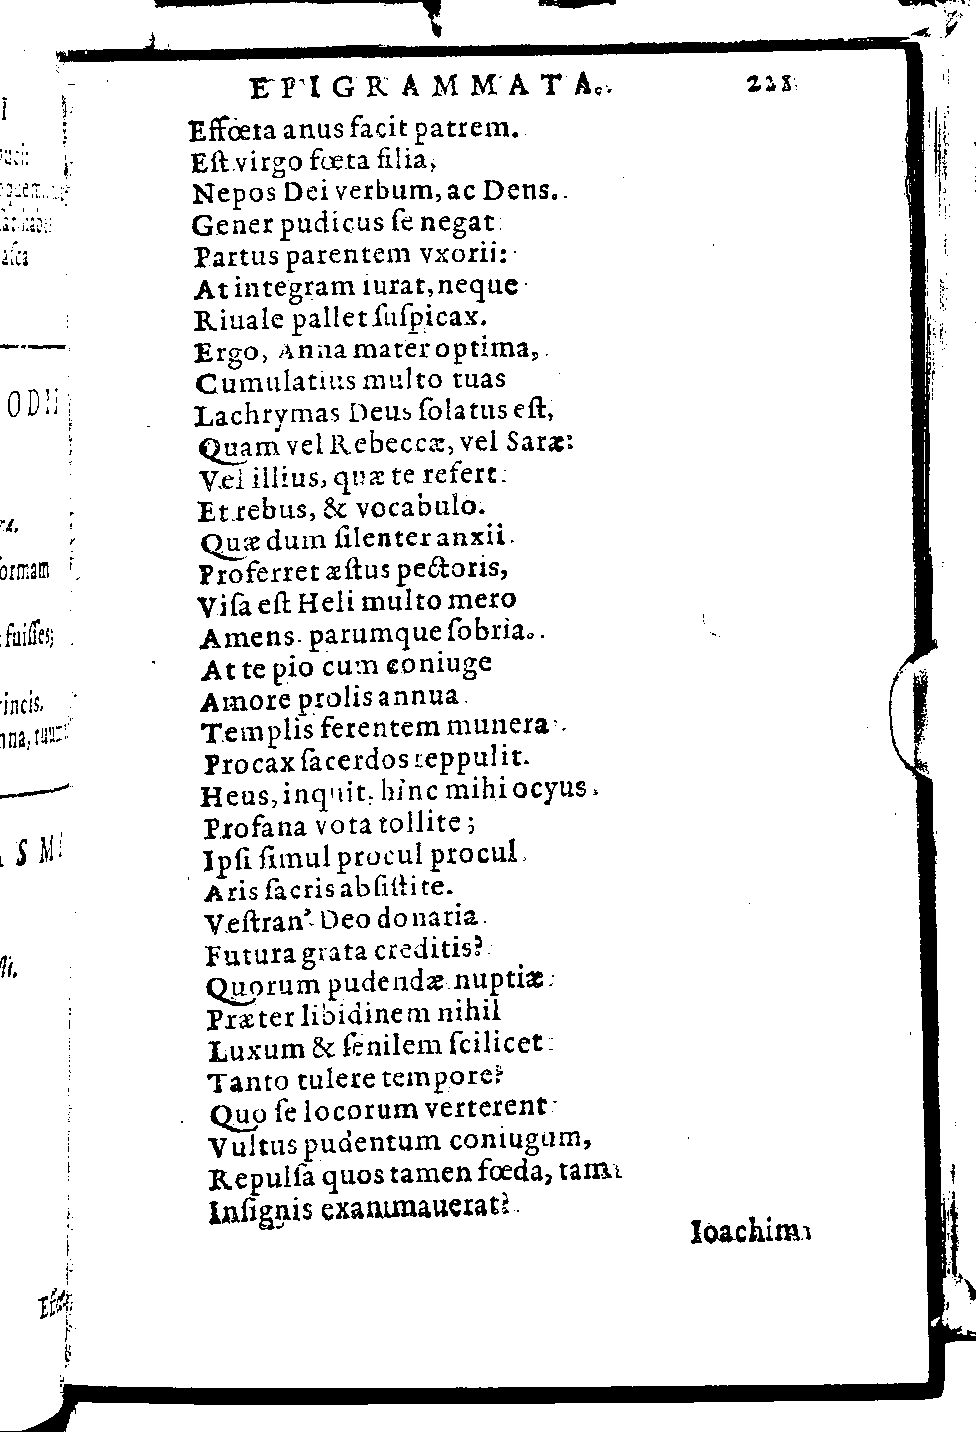 EPIGRAMMATA. 228
Effœta anus facit patrem.
Eſt virgo fœta filia,
Nepos Dei verbum, ac Deus.
Gener pudicus ſe negat
Partus parentem vxorii:
At integram iurat, neque
Riuale pallet ſuſpicax.
Ergo, Anna mater optima,
Cumulatius multo tuas
Lachrymas Deus ſolatus eſt,
Quam vel Rebeccæ, vel Saræ:
Vel illius, quæ te refert
Et rebus, & vocabulo.
Quæ dum ſilenter anxii
Proferret æſtus pectoris,
Viſa eſt Heli multo mero
Amens parumque ſobria.
At te pio cum coniuge
Amore prolis annua
Templis ferentem munera
Procax ſacerdos reppulit.
Heus, inquit, hinc mihi ocyus
Profana vota tollite;
Ipſi ſimul procul procul
Aris ſacris abſiſtite.
Veſtran' Deo donaria
Futura grata creditis?
Quorum pudendæ nuptiæ
Præter libidinem nihil
Luxum & ſenilem ſcilicet
Tanto tulere tempore?
Quo ſe locorum verterent
Vultus pudentum coniugum,
Repulſa quos tamen fœda, tam
Inſignis exanimauerat?
Ioachim
ODII
ormam
fuiſſes;
rincis.
S M